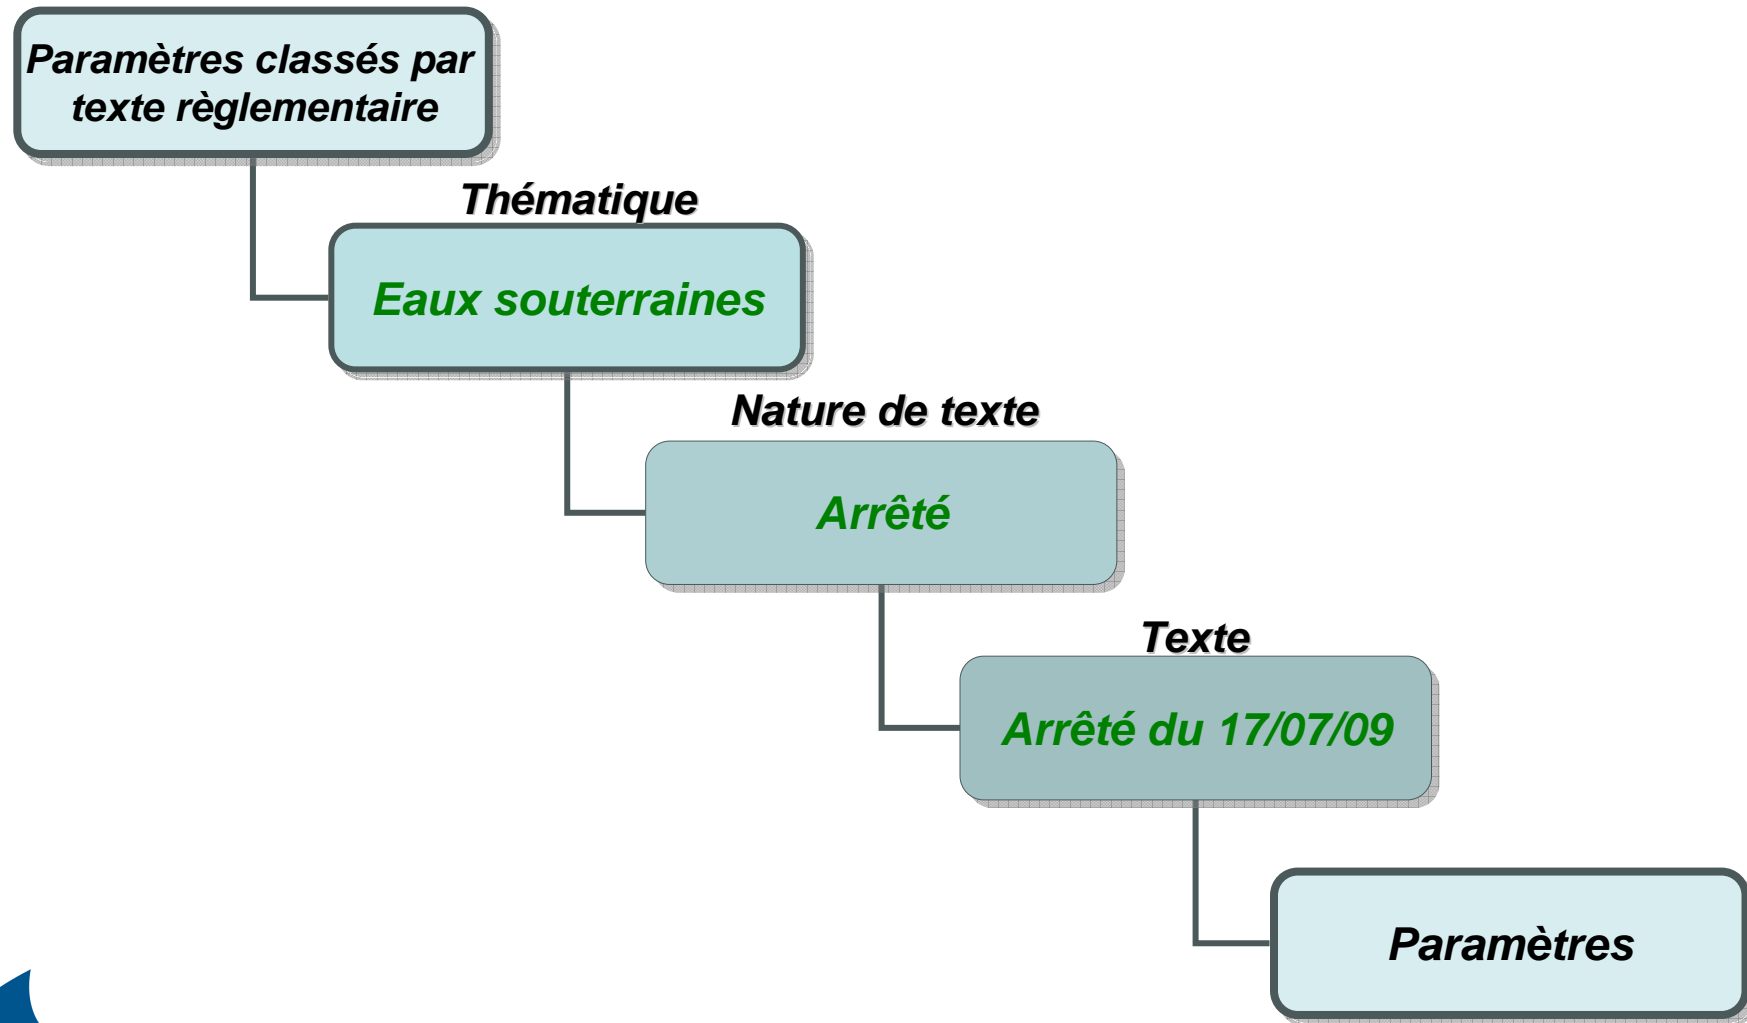 Paramètres classés par
texte règlementaire
Thématique
Eaux souterraines
Nature de texte
Arrêté
Texte
Arrêté du 17/07/09
Paramètres